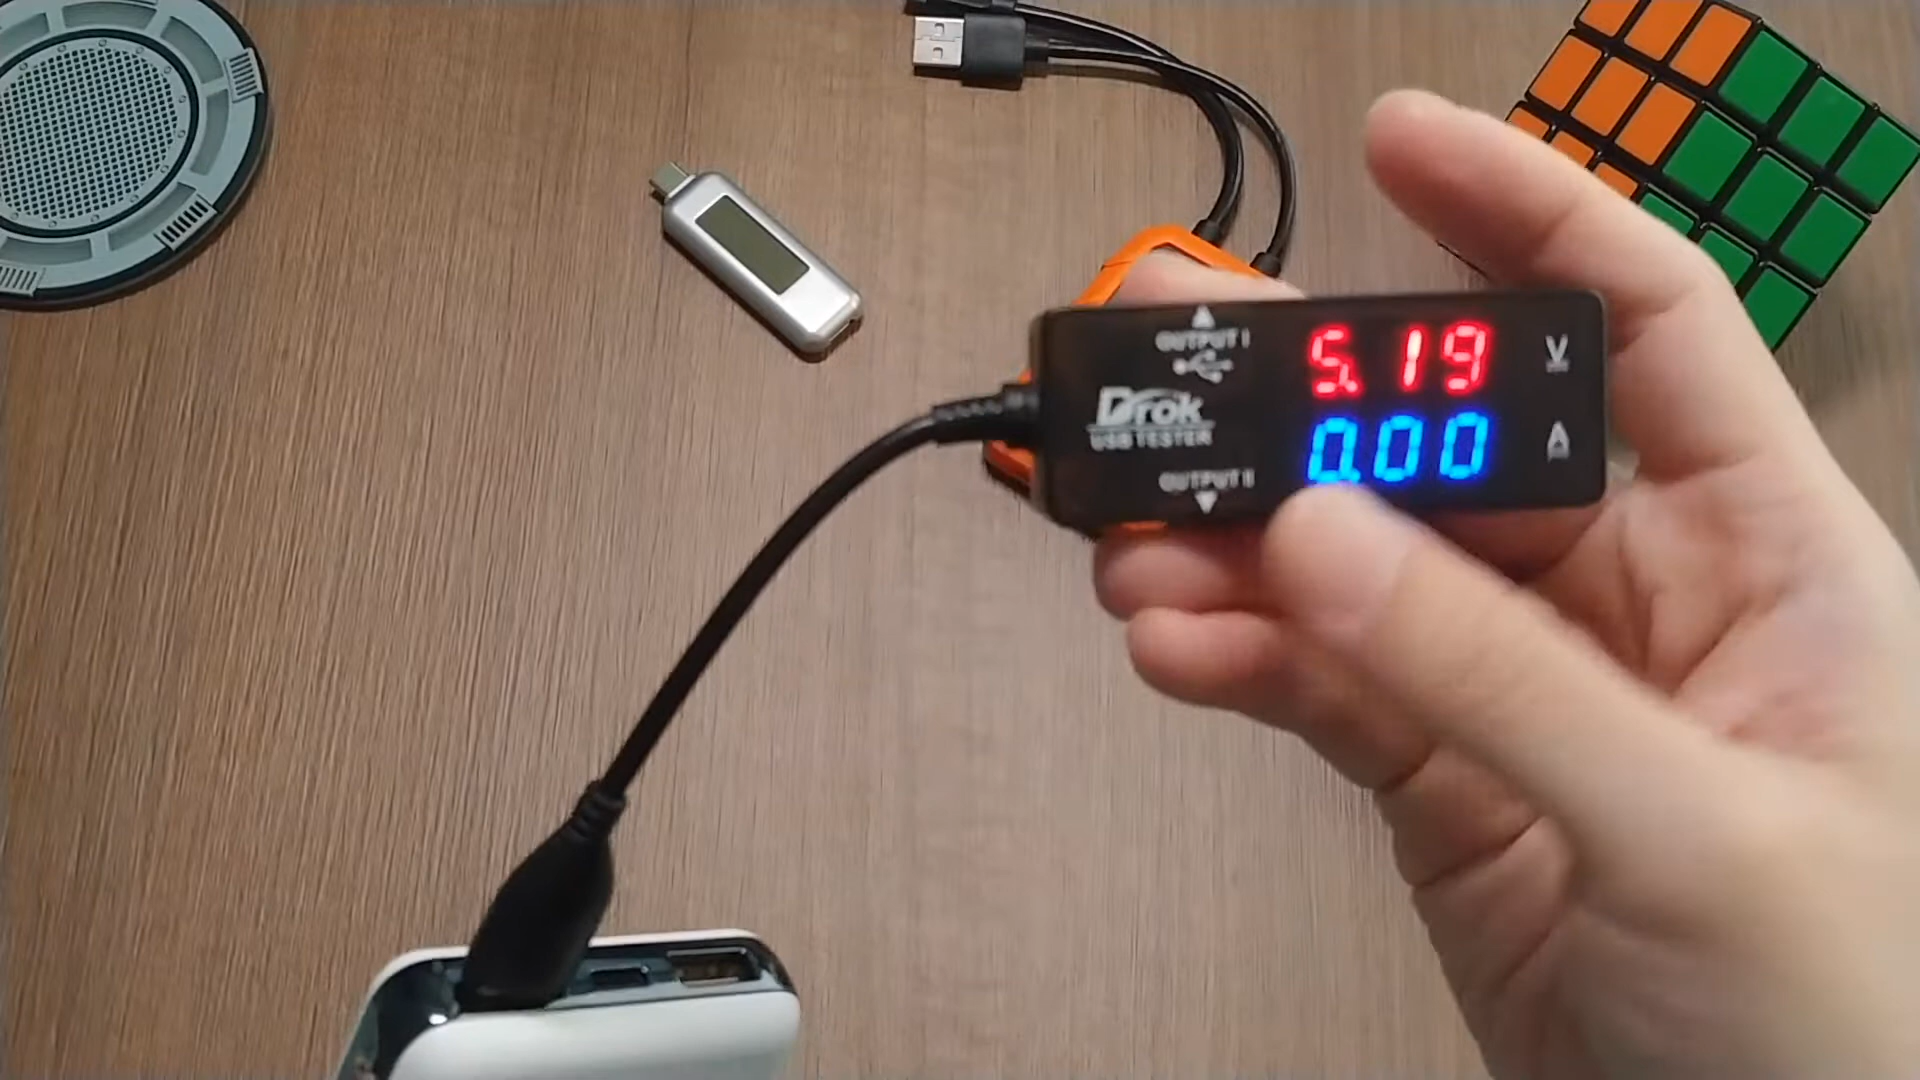 OUTPUT I
5.19 V
Drok
USB TESTER
0.00 A
OUTPUT II